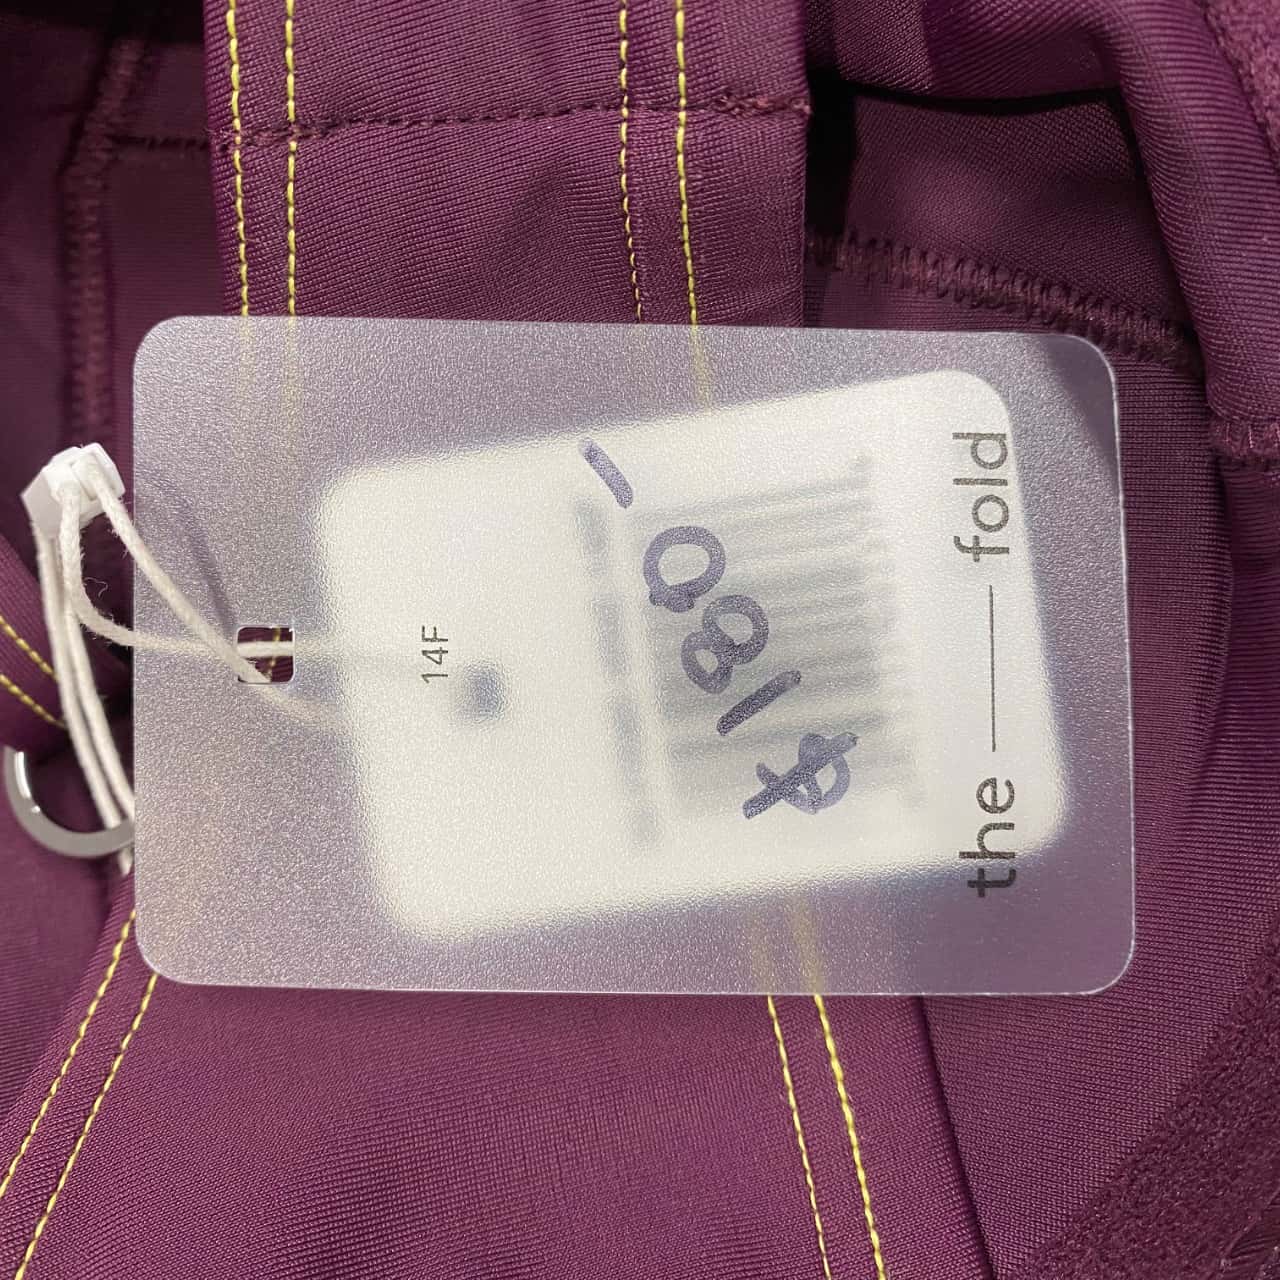 14F
$180-
the — fold